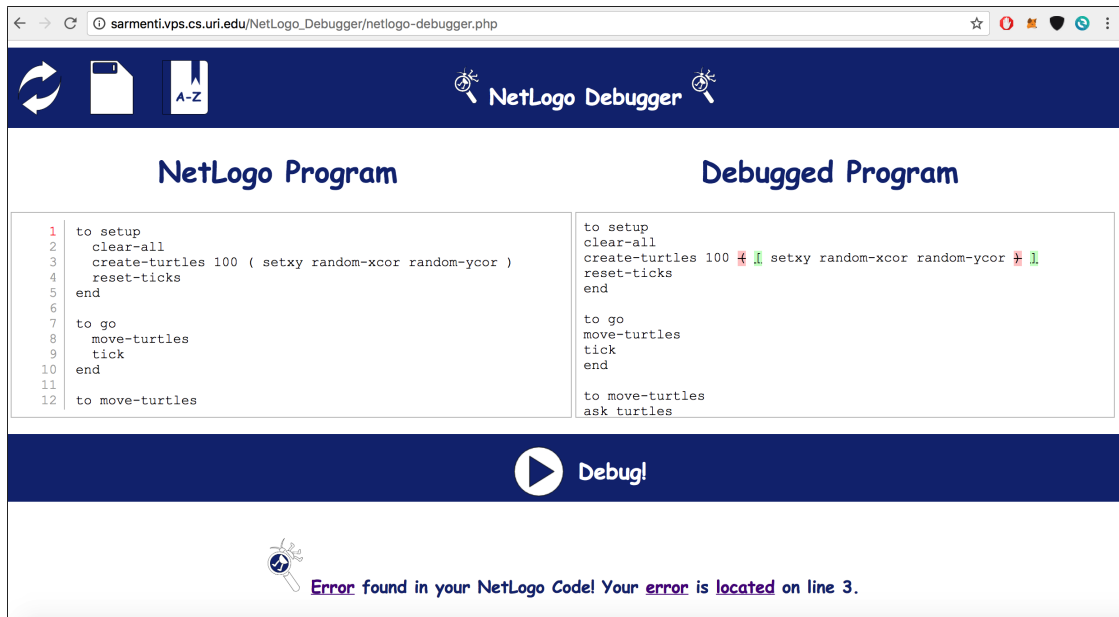 sarmenti.vps.cs.uri.edu/NetLogo_Debugger/netlogo-debugger.php
A-Z
NetLogo Debugger
NetLogo Program
1 to setup
2 clear-all
3 create-turtles 100 ( setxy random-xcor random-ycor )
4 reset-ticks
5 end
6
7 to go
8 move-turtles
9 tick
10 end
11
12 to move-turtles
Debugged Program
to setup
clear-all
create-turtles 100 ( [ setxy random-xcor random-ycor ) ]
reset-ticks
end
to go
move-turtles
tick
end
to move-turtles
ask turtles
Debug!
Error found in your NetLogo Code! Your error is located on line 3.